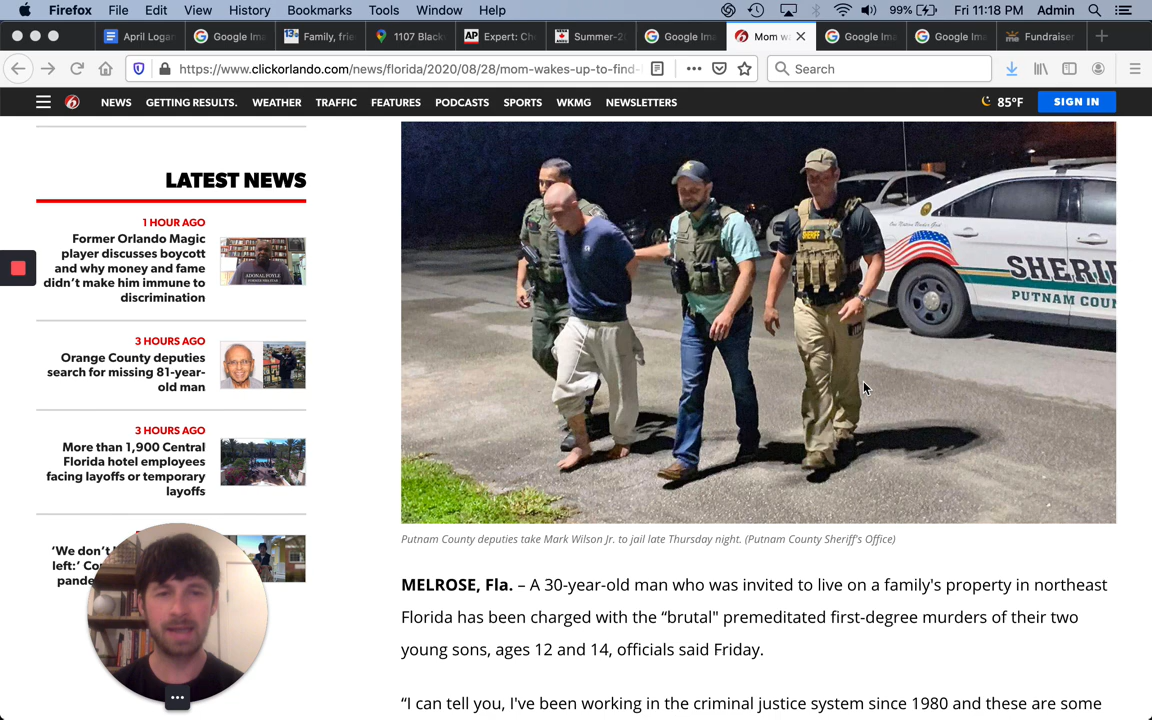 Firefox File Edit View History Bookmarks Tools Window Help 99% Fri 11:18 PM Admin
April Logan Google Ima Family, frie 1107 Black AP Expert: Ch Summer-2 Google Ima Mom w Google Ima Google Ima Fundraiser
https://www.clickorlando.com/news/florida/2020/08/28/mom-wakes-up-to-find- Search
NEWS GETTING RESULTS. WEATHER TRAFFIC FEATURES PODCASTS SPORTS WKMG NEWSLETTERS 85°F SIGN IN
LATEST NEWS
1 HOUR AGO
Former Orlando Magic
player discusses boycott
and why money and fame
didn't make him immune to
discrimination
ADONAL FOYLE
3 HOURS AGO
Orange County deputies
search for missing 81-year-
old man
3 HOURS AGO
More than 1,900 Central
Florida hotel employees
facing layoffs or temporary
layoffs
'We don't
left:' Co
pande
SHERIFF
SHERIF
PUTNAM COUN
Putnam County deputies take Mark Wilson Jr. to jail late Thursday night. (Putnam County Sheriff's Office)
MELROSE, Fla. – A 30-year-old man who was invited to live on a family's property in northeast
Florida has been charged with the “brutal" premeditated first-degree murders of their two
young sons, ages 12 and 14, officials said Friday.
“I can tell you, I've been working in the criminal justice system since 1980 and these are some